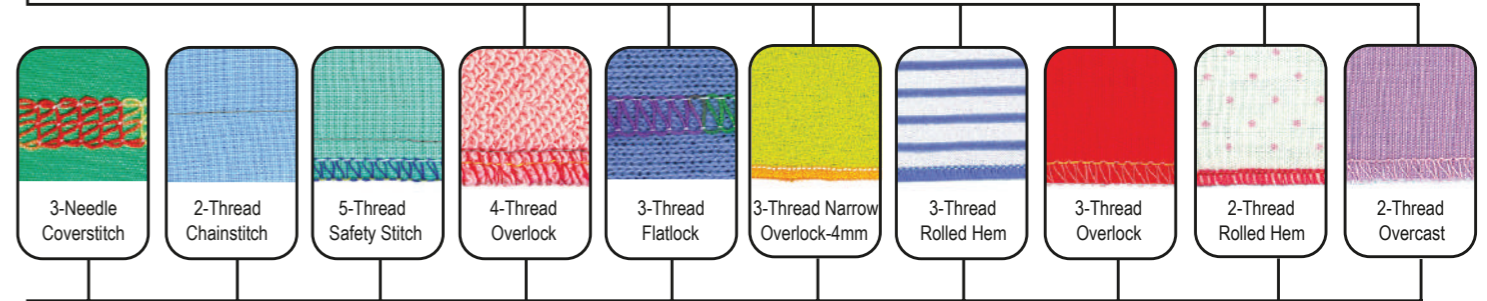 3-Needle
Coverstitch
2-Thread
Chainstitch
5-Thread
Safety Stitch
4-Thread
Overlock
3-Thread
Flatlock
3-Thread Narrow
Overlock-4mm
3-Thread
Rolled Hem
3-Thread
Overlock
2-Thread
Rolled Hem
2-Thread
Overcast